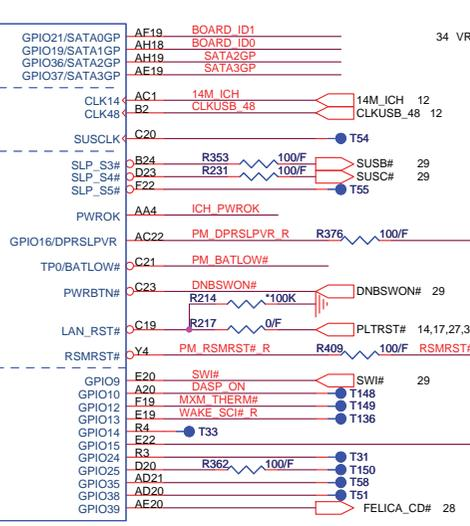 GPIO21/SATA0GP AF19 BOARD_ID1
GPIO19/SATA1GP AH18 BOARD_ID0 34 VR
GPIO36/SATA2GP AH19 SATA2GP
GPIO37/SATA3GP AE19 SATA3GP
CLK14 AC1 14M_ICH 14M_ICH 12
CLK48 B2 CLKUSB_48 CLKUSB_48 12
SUSCLK C20 T54
SLP_S3# B24 R353 100/F SUSB# 29
SLP_S4# D23 R231 100/F SUSC# 29
SLP_S5# F22 T55
PWROK AA4 ICH_PWROK
GPIO16/DPRSLPVR AC22 PM_DPRSLPVR_R R376 100/F
TP0/BATLOW# C21 PM_BATLOW#
PWRBTN# C23 DNBSWON# DNBSWON# 29
R214 *100K
LAN_RST# C19 R217 0/F PLTRST# 14,17,27,3
RSMRST# Y4 PM_RSMRST#_R R409 100/F RSMRST#
GPIO9 E20 SWI# SWI# 29
GPIO10 A20 DASP_ON T148
GPIO12 F19 MXM_THERM# T149
GPIO13 E19 WAKE_SCI#_R T136
GPIO14 R4 T33
GPIO15 E22
GPIO24 R3 T31
GPIO25 D20 R362 100/F T150
GPIO35 AD21 T58
GPIO38 AD20 T51
GPIO39 AE20 FELICA_CD# 28